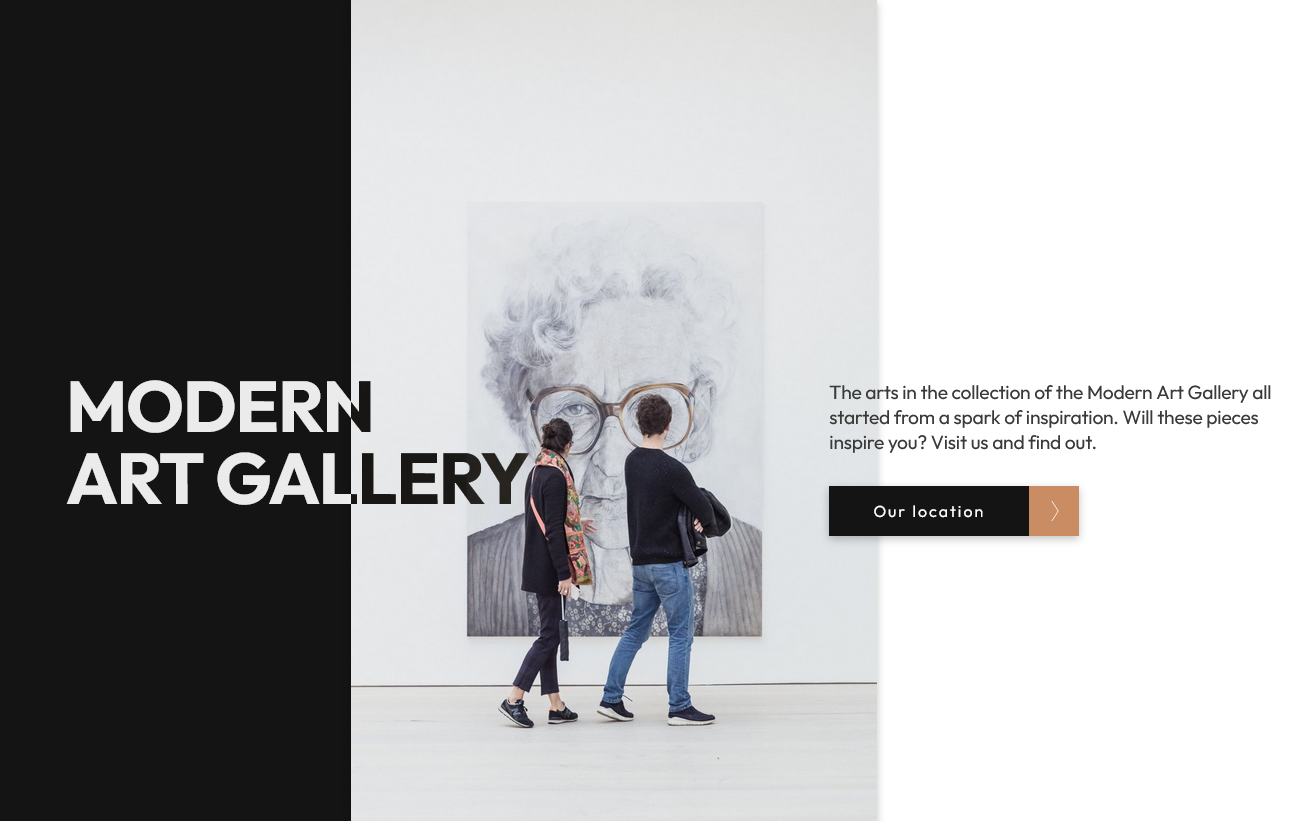 MODERN
ART GALLERY
The arts in the collection of the Modern Art Gallery all
started from a spark of inspiration. Will these pieces
inspire you? Visit us and find out.
Our location